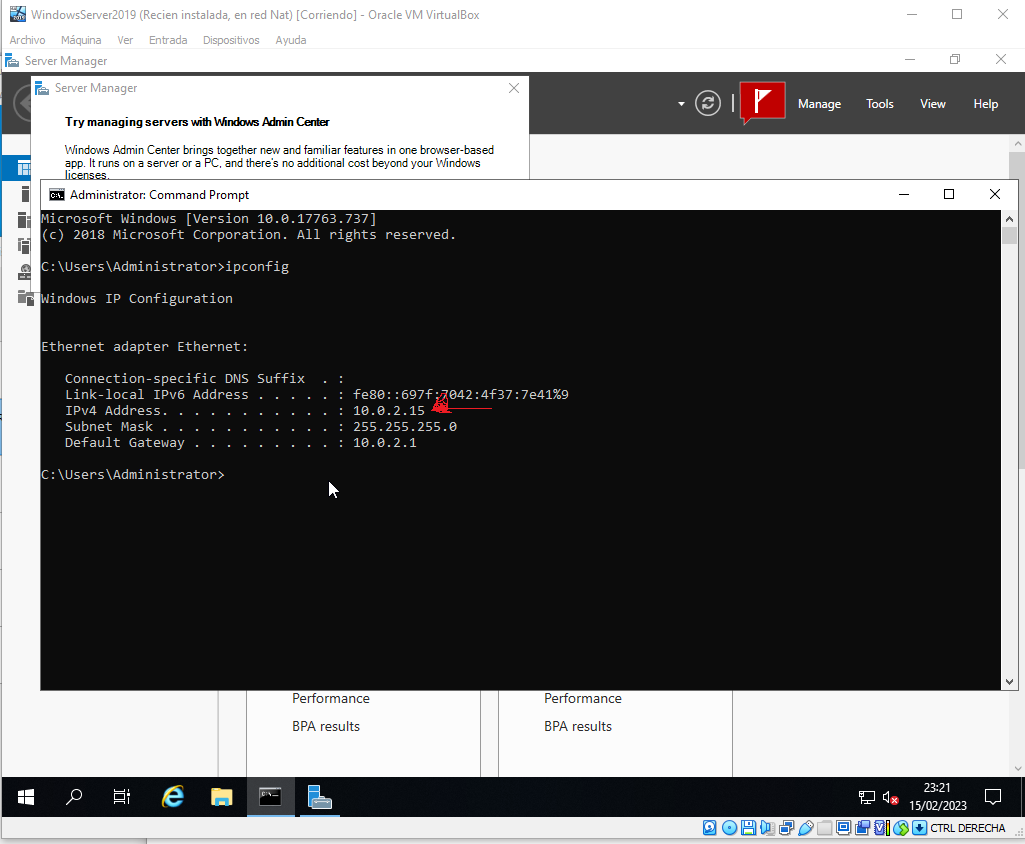 WindowsServer2019 (Recien instalada, en red Nat) [Corriendo] - Oracle VM VirtualBox
Archivo Máquina Ver Entrada Dispositivos Ayuda
Server Manager
Server Manager
Manage Tools View Help
Try managing servers with Windows Admin Center
Windows Admin Center brings together new and familiar features in one browser-based
app. It runs on a server or a PC, and there's no additional cost beyond your Windows
licenses.
Administrator: Command Prompt
Microsoft Windows [Version 10.0.17763.737]
(c) 2018 Microsoft Corporation. All rights reserved.
C:\Users\Administrator>ipconfig
Windows IP Configuration
Ethernet adapter Ethernet:
Connection-specific DNS Suffix  . :
Link-local IPv6 Address . . . . . : fe80::697f:7042:4f37:7e41%9
IPv4 Address. . . . . . . . . . . : 10.0.2.15
Subnet Mask . . . . . . . . . . . : 255.255.255.0
Default Gateway . . . . . . . . . : 10.0.2.1
C:\Users\Administrator>
Performance Performance
BPA results BPA results
23:21
15/02/2023
CTRL DERECHA